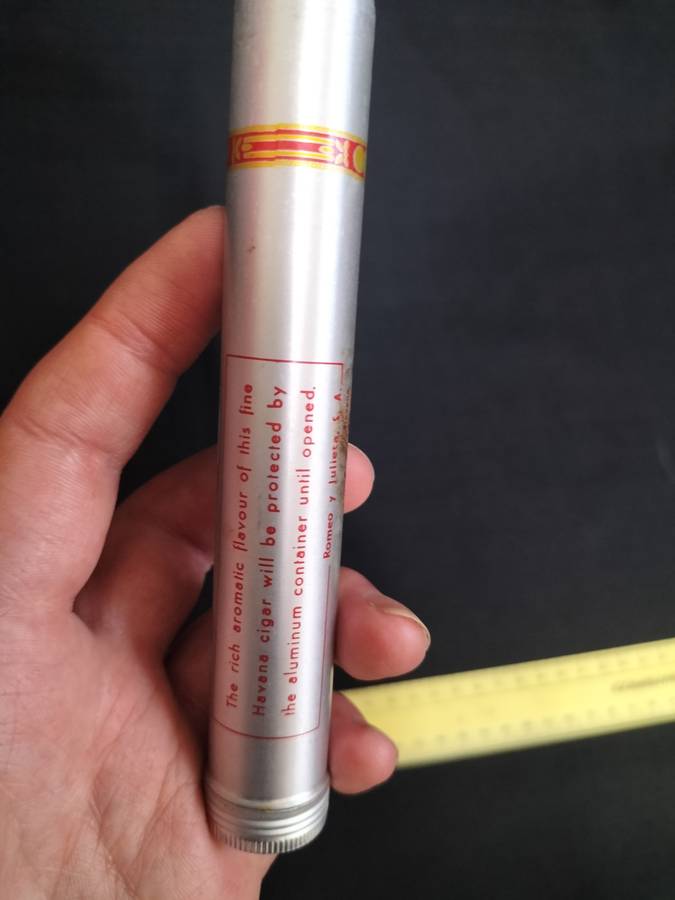 The rich aromatic flavour of this fine
Havana cigar will be protected by
the aluminum container until opened.
Romeo y Julieta, S. A.